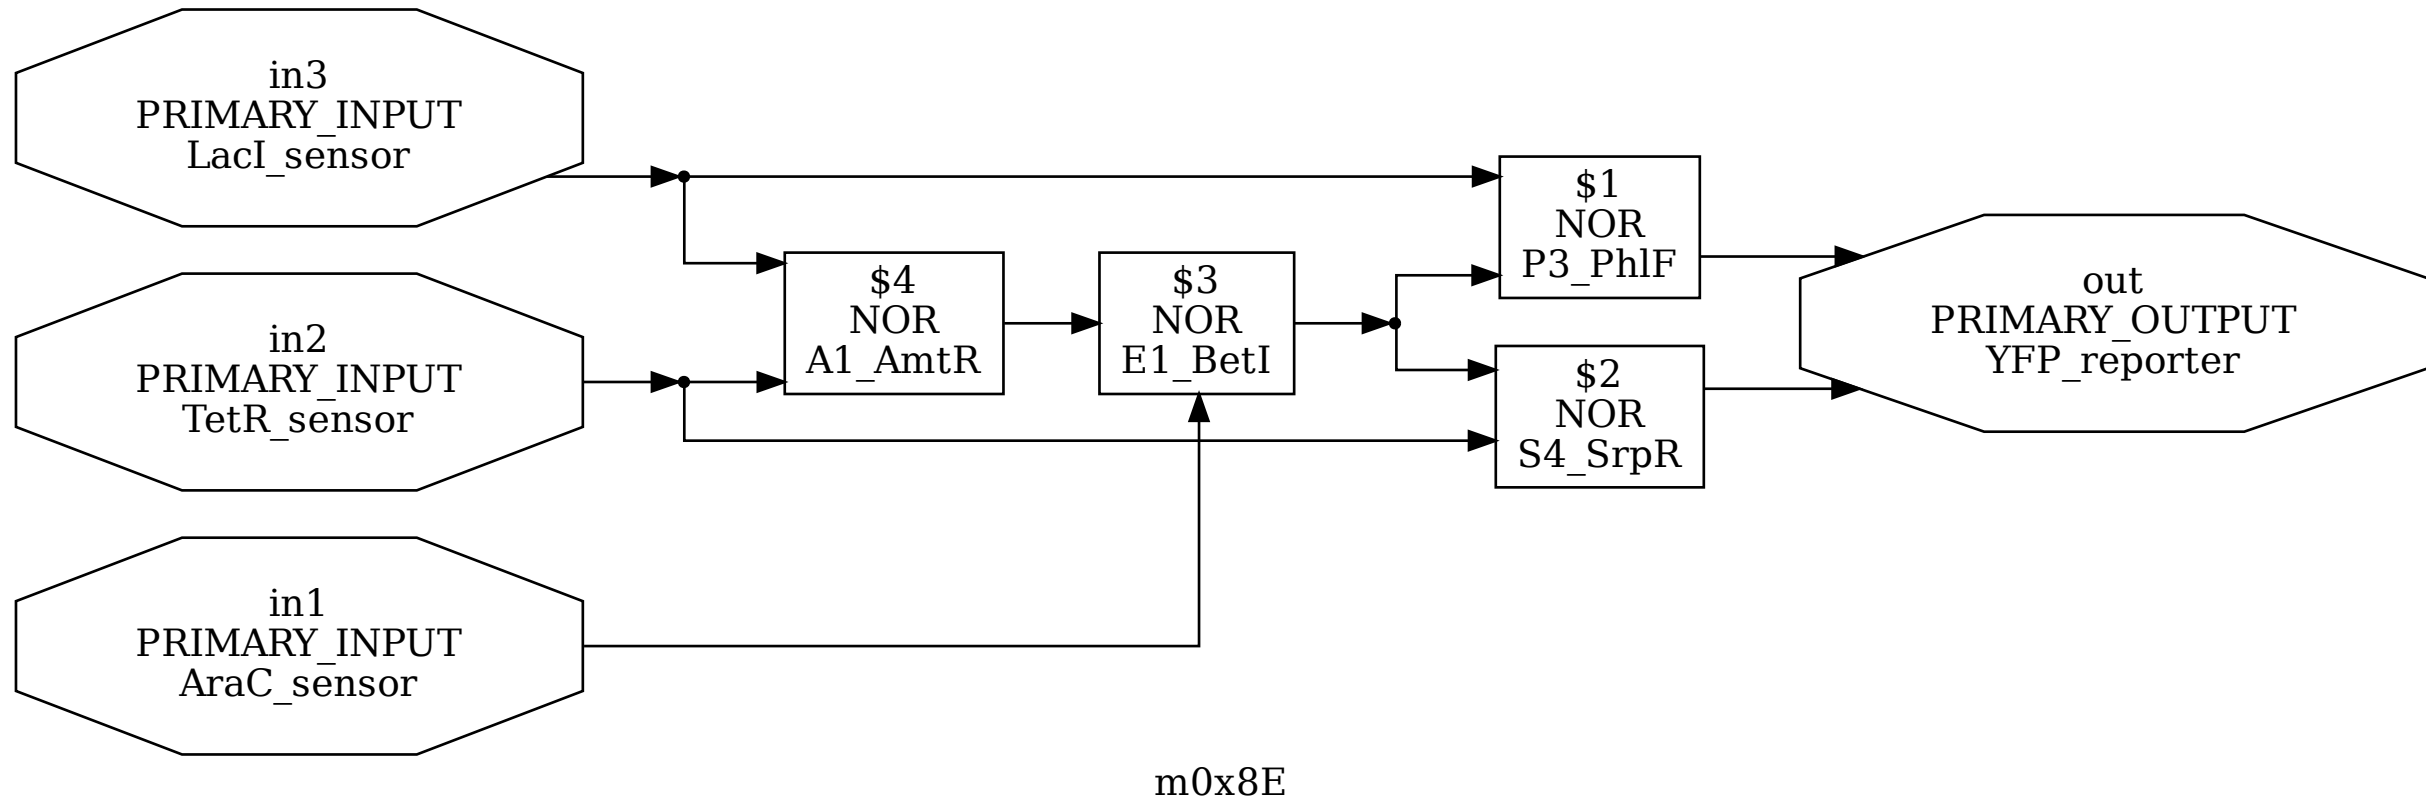 in3
PRIMARY_INPUT
LacI_sensor
in2
PRIMARY_INPUT
TetR_sensor
in1
PRIMARY_INPUT
AraC_sensor
$4
NOR
A1_AmtR
$3
NOR
E1_BetI
$1
NOR
P3_PhlF
$2
NOR
S4_SrpR
out
PRIMARY_OUTPUT
YFP_reporter
m0x8E